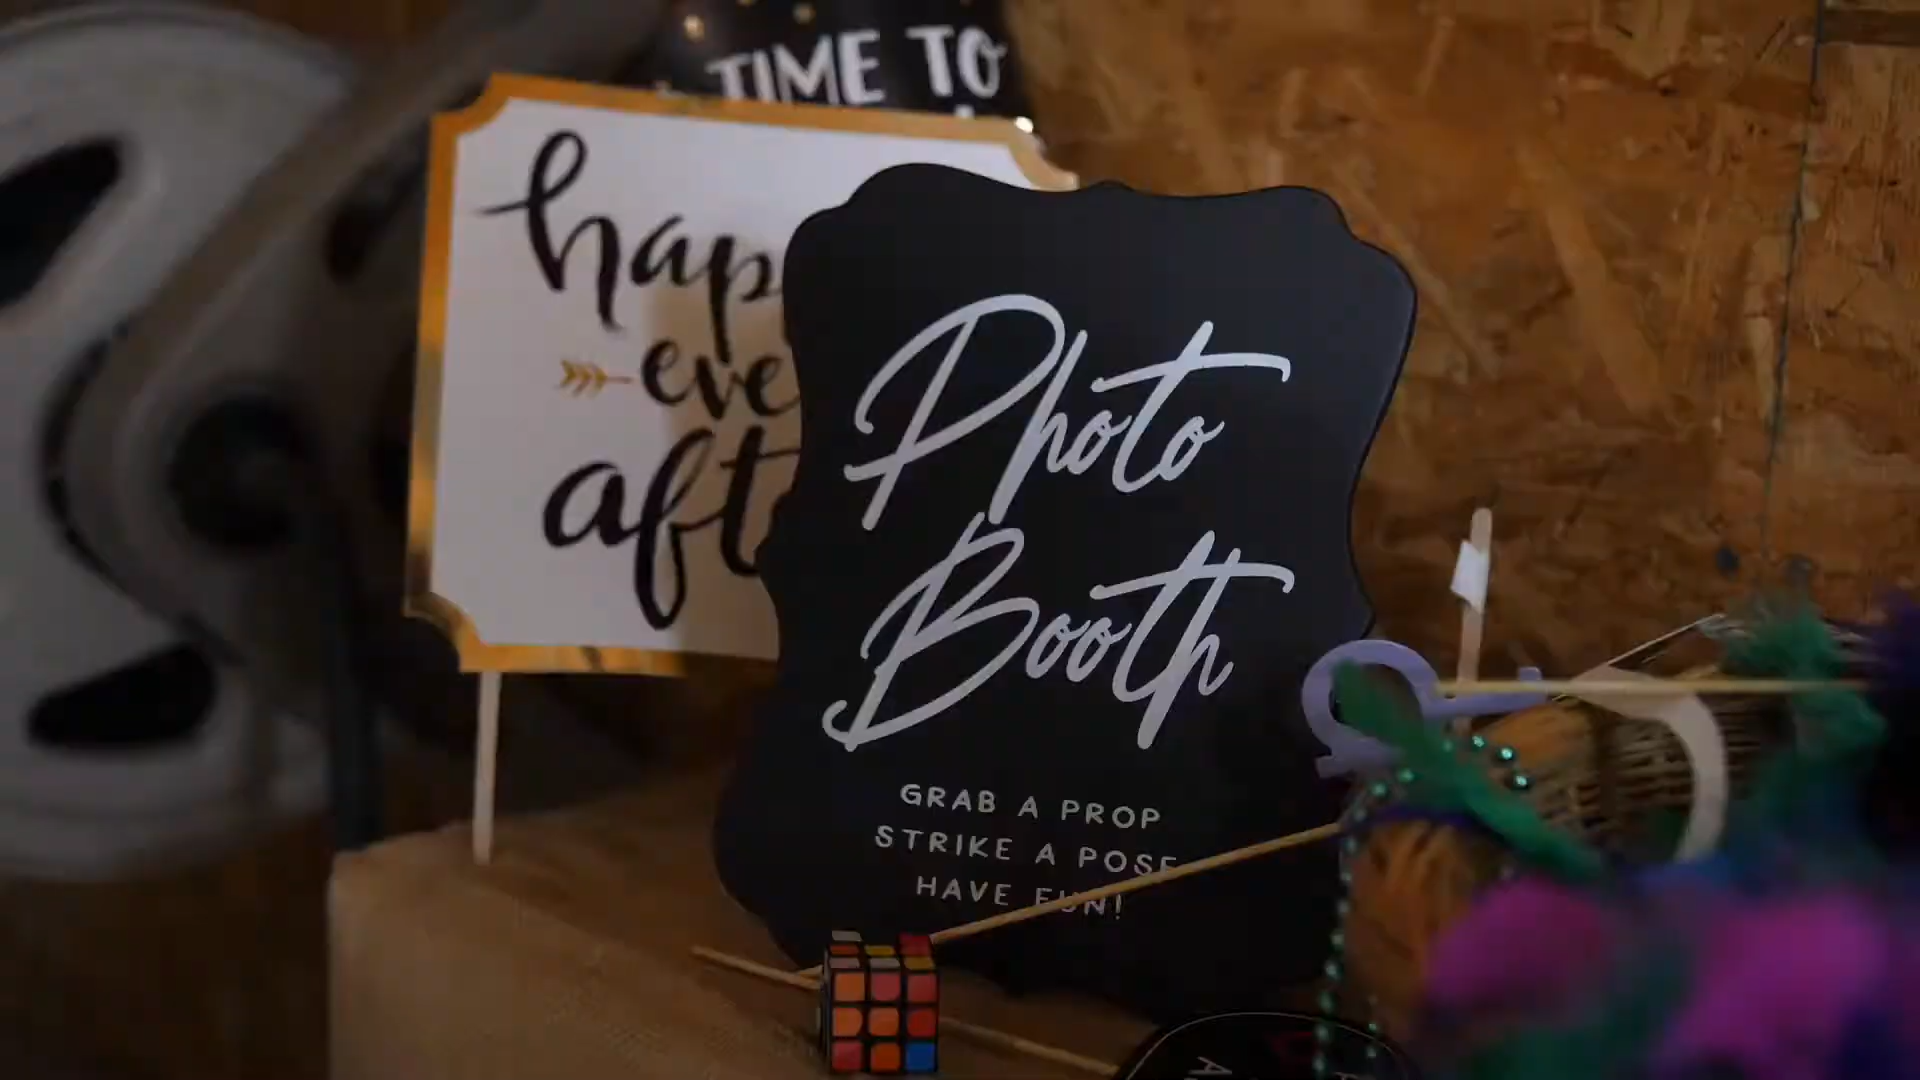 TIME TO
hap
eve
aft
Photo
Booth
GRAB A PROP
STRIKE A POSE
HAVE FUN!